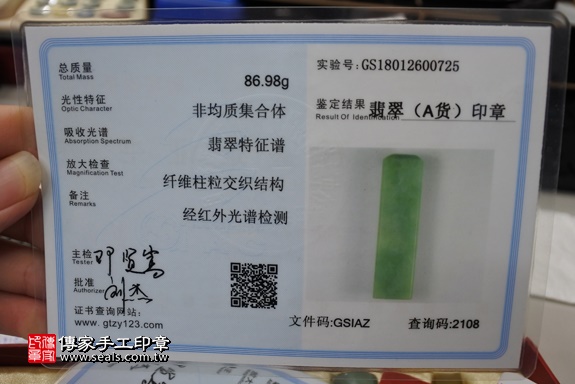 总质量
Total Mass
86.98g
光性特征
Optic Character
非均质集合体
吸收光谱
Absorption Spectrum
翡翠特征谱
放大检查
Magnification Test
纤维柱粒交织结构
备注
Remarks
经红外光谱检测
主检
Tester
批准
Authorizer
证书查询网站:
www.gtzy123.com
实验号:GS18012600725
鉴定结果
Result Of Identification
翡翠（A货）印章
文件码:GSIAZ
查询码:2108
傳家手工印章
www.seals.com.tw